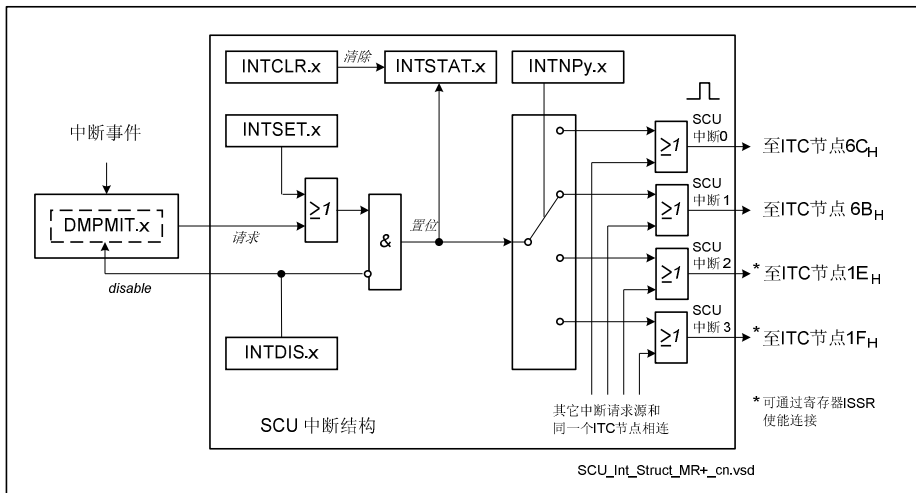 INTCLR.x
清除
INTSTAT.x
INTNPy.x
中断事件
INTSET.x
≥1
DMPMIT.x
请求
&
置位
disable
INTDIS.x
≥1
SCU
中断0
至ITC节点6CH
≥1
SCU
中断1
至ITC节点 6BH
≥1
SCU
中断2
* 至ITC节点1EH
≥1
SCU
中断3
* 至ITC节点1FH
其它中断请求源和
同一个ITC节点相连
* 可通过寄存器ISSR
使能连接
SCU 中断结构
SCU_Int_Struct_MR+_cn.vsd